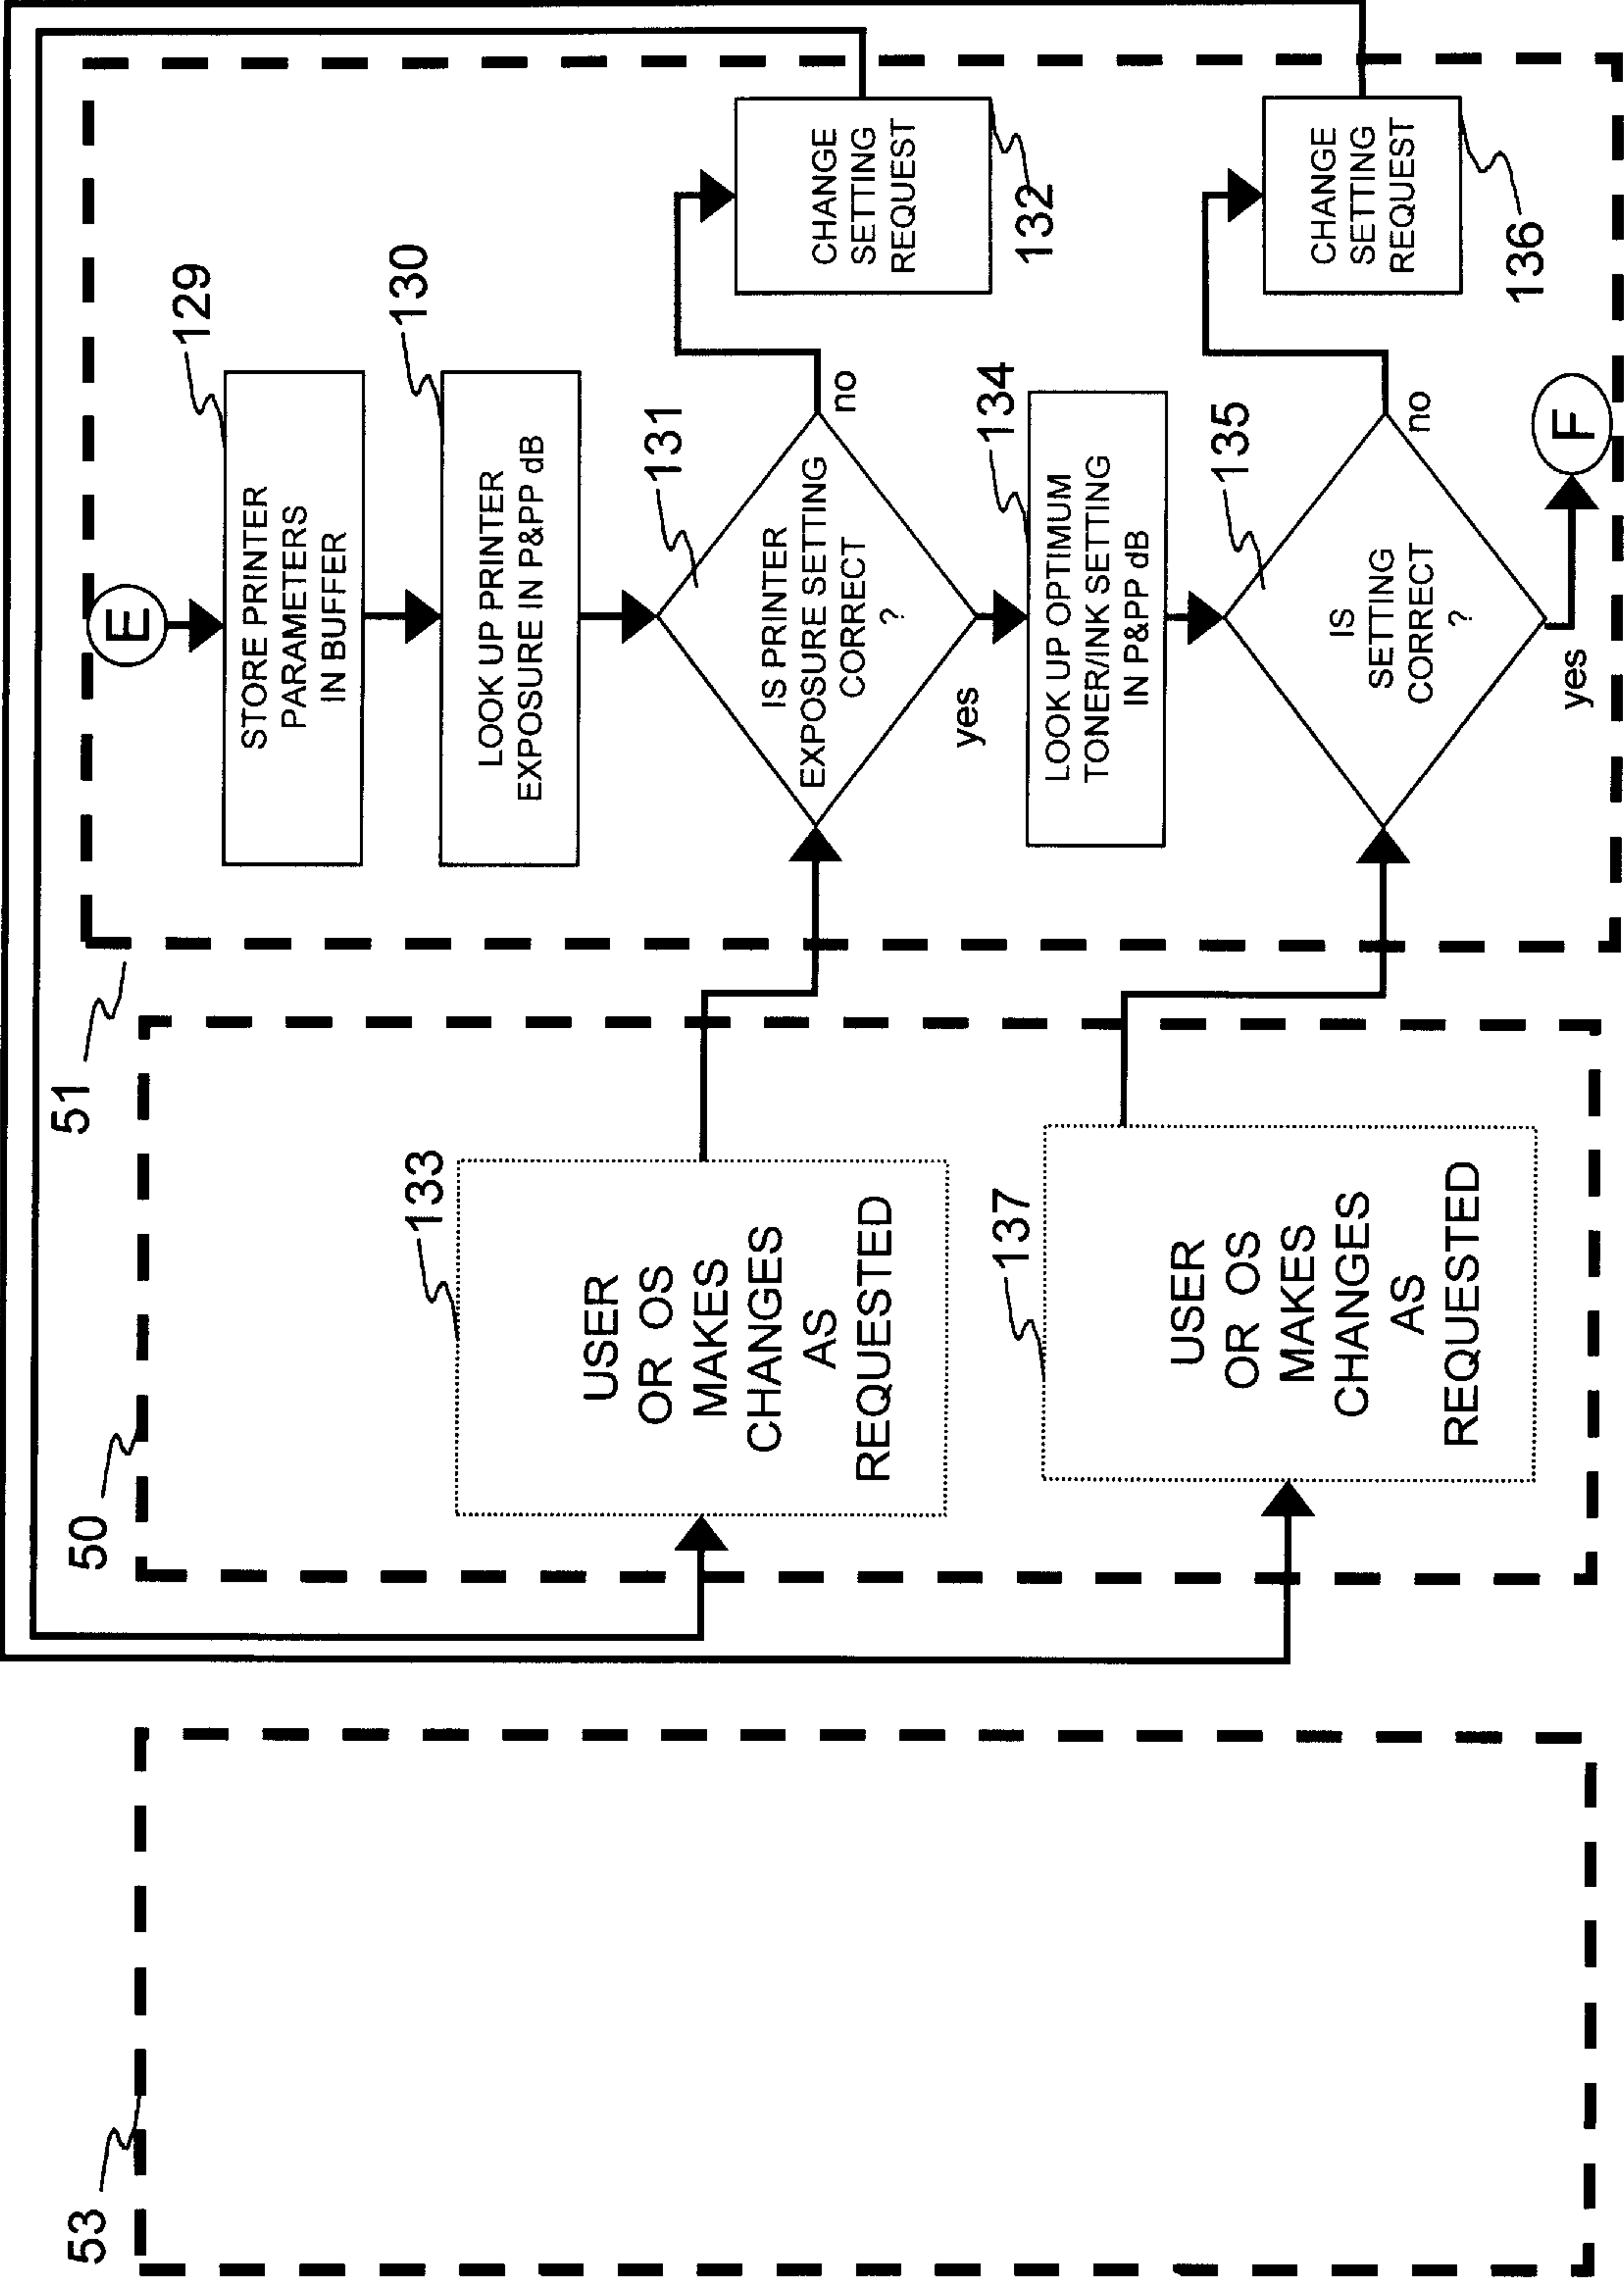 53
50
51
133
USER
OR OS
MAKES
CHANGES
AS
REQUESTED
137
USER
OR OS
MAKES
CHANGES
AS
REQUESTED
E
129
STORE PRINTER
PARAMETERS
IN BUFFER
130
LOOK UP PRINTER
EXPOSURE IN P&PP dB
131
IS PRINTER
EXPOSURE SETTING
CORRECT
?
no
yes
CHANGE
SETTING
REQUEST
132
134
LOOK UP OPTIMUM
TONER/INK SETTING
IN P&PP dB
135
IS
SETTING
CORRECT
?
no
yes
CHANGE
SETTING
REQUEST
136
F